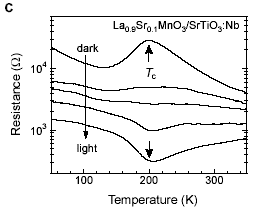 C
La0.9Sr0.1MnO3/SrTiO3:Nb
dark
Tc
light
10⁴
10³
Resistance (Ω)
100
200
300
Temperature (K)